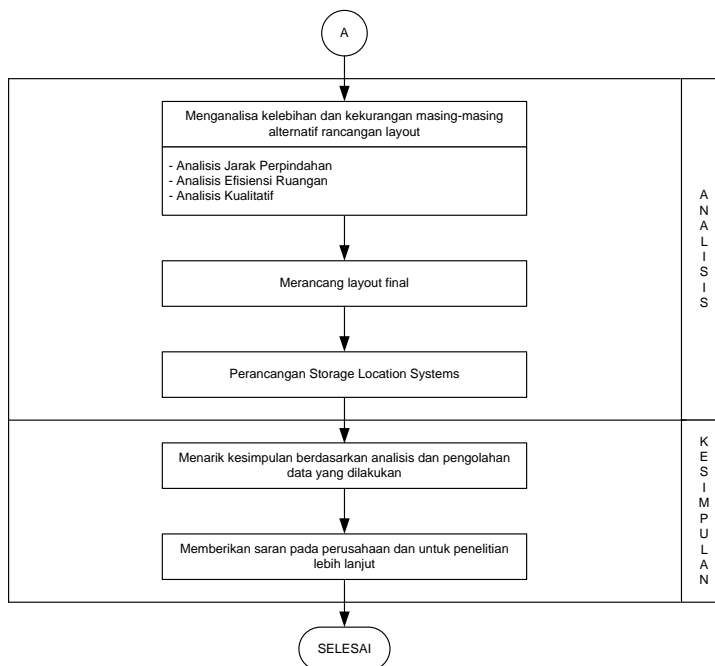 A
Menganalisa kelebihan dan kekurangan masing-masing
alternatif rancangan layout
- Analisis Jarak Perpindahan
- Analisis Efisiensi Ruangan
- Analisis Kualitatif
Merancang layout final
Perancangan Storage Location Systems
ANALISIS
Menarik kesimpulan berdasarkan analisis dan pengolahan
data yang dilakukan
Memberikan saran pada perusahaan dan untuk penelitian
lebih lanjut
KESIMPULAN
SELESAI